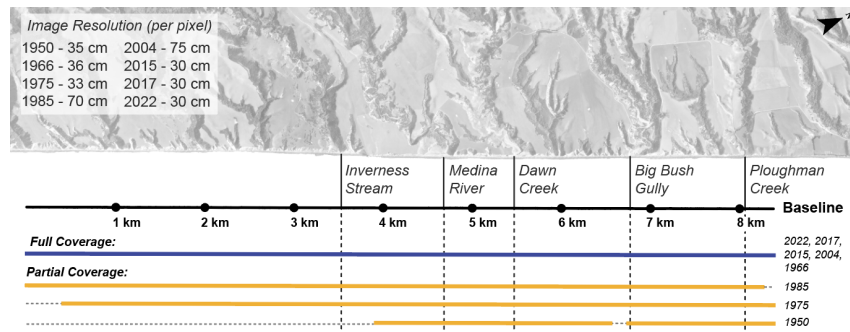 Image Resolution (per pixel)
1950 - 35 cm 2004 - 75 cm
1966 - 36 cm 2015 - 30 cm
1975 - 33 cm 2017 - 30 cm
1985 - 70 cm 2022 - 30 cm
Inverness Stream
Medina River
Dawn Creek
Big Bush Gully
Ploughman Creek
Baseline
1 km 2 km 3 km 4 km 5 km 6 km 7 km 8 km
Full Coverage:
2022, 2017,
2015, 2004,
1966
Partial Coverage:
1985
1975
1950